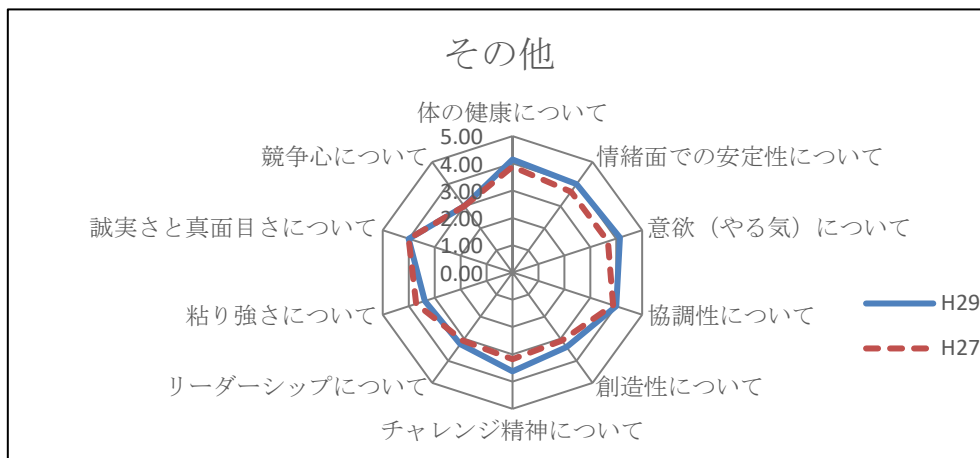 その他
体の健康について
5.00
4.00
3.00
2.00
1.00
0.00
情緒面での安定性について
意欲（やる気）について
協調性について
創造性について
チャレンジ精神について
リーダーシップについて
粘り強さについて
誠実さと真面目さについて
競争心について
H29
H27